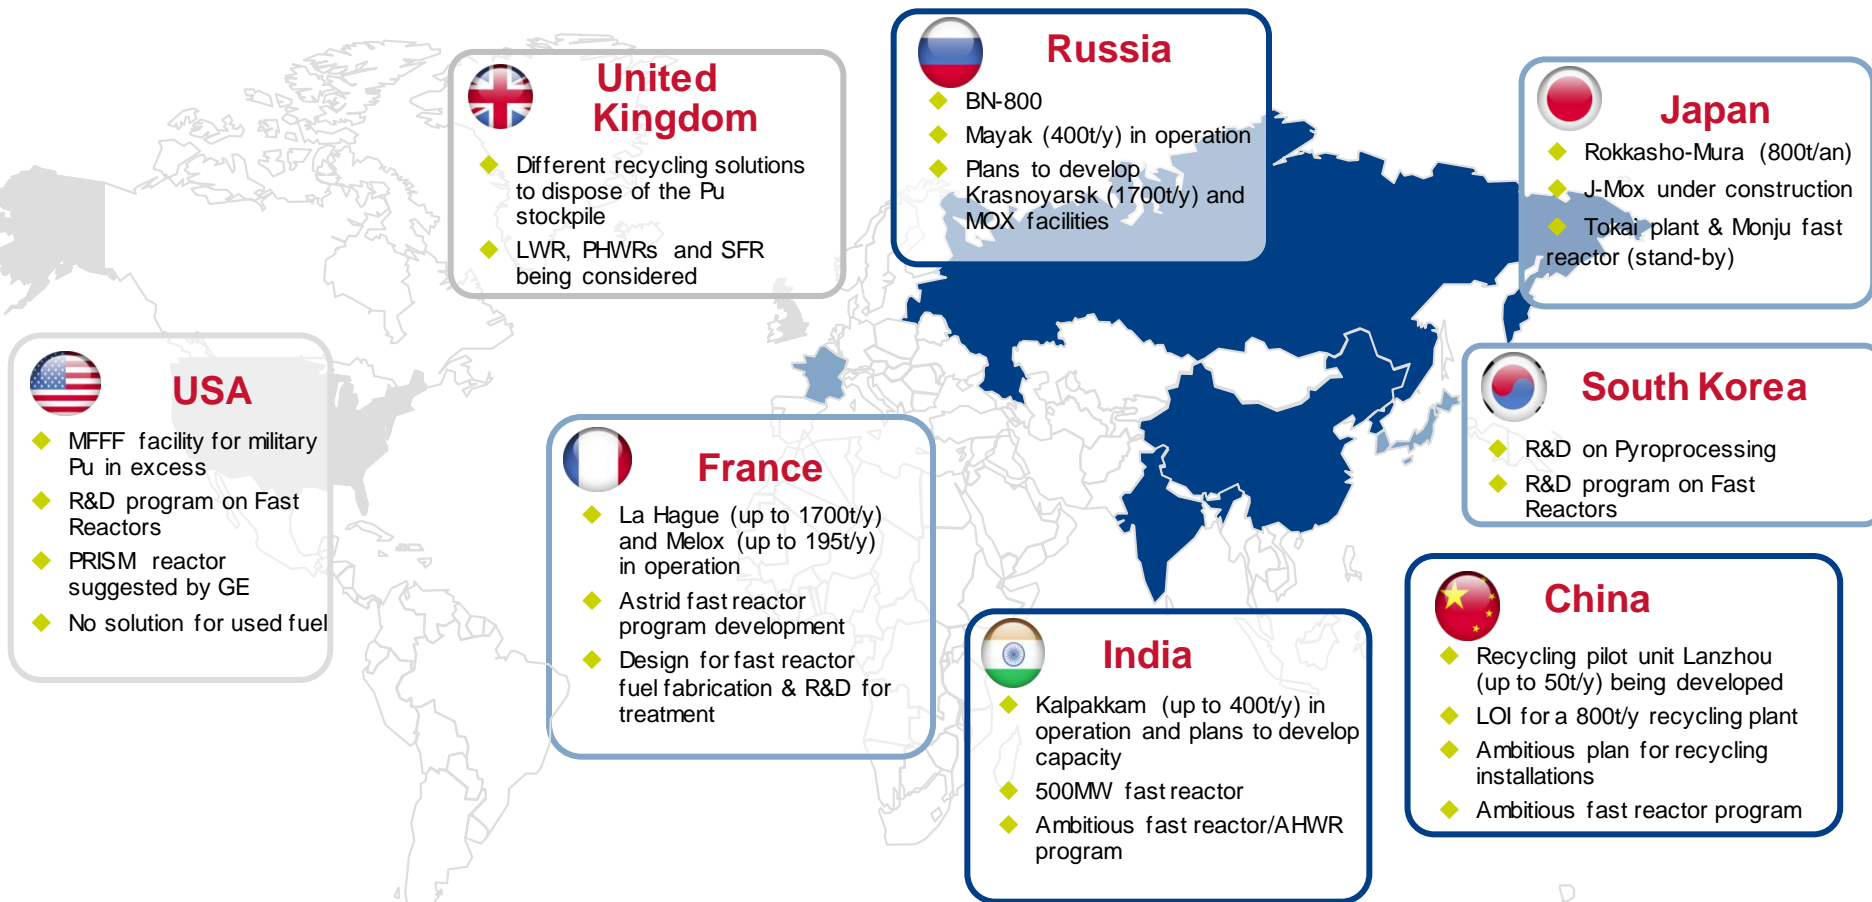 United
Kingdom
Different recycling solutions
to dispose of the Pu
stockpile
LWR, PHWRs and SFR
being considered
Russia
BN-800
Mayak (400t/y) in operation
Plans to develop
Krasnoyarsk (1700t/y) and
MOX facilities
Japan
Rokkasho-Mura (800t/an)
J-Mox under construction
Tokai plant & Monju fast
reactor (stand-by)
USA
MFFF facility for military
Pu in excess
R&D program on Fast
Reactors
PRISM reactor
suggested by GE
No solution for used fuel
France
La Hague (up to 1700t/y)
and Melox (up to 195t/y)
in operation
Astrid fast reactor
program development
Design for fast reactor
fuel fabrication & R&D for
treatment
South Korea
R&D on Pyroprocessing
R&D program on Fast
Reactors
India
Kalpakkam (up to 400t/y) in
operation and plans to develop
capacity
500MW fast reactor
Ambitious fast reactor/AHWR
program
China
Recycling pilot unit Lanzhou
(up to 50t/y) being developed
LOI for a 800t/y recycling plant
Ambitious plan for recycling
installations
Ambitious fast reactor program